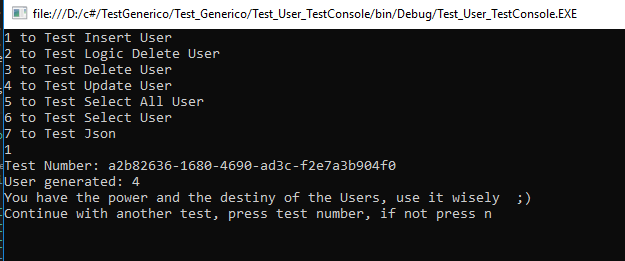 file:///D:/c#/TestGenerico/Test_Generico/Test_User_TestConsole/bin/Debug/Test_User_TestConsole.EXE
1 to Test Insert User
2 to Test Logic Delete User
3 to Test Delete User
4 to Test Update User
5 to Test Select All User
6 to Test Select User
7 to Test Json
1
Test Number: a2b82636-1680-4690-ad3c-f2e7a3b904f0
User generated: 4
You have the power and the destiny of the Users, use it wisely  ;)
Continue with another test, press test number, if not press n